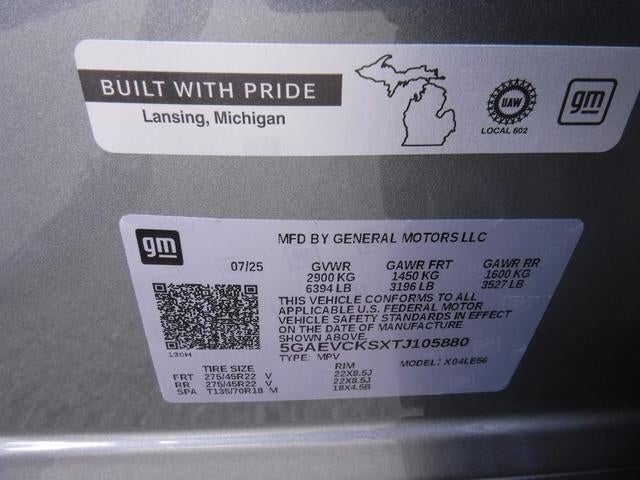 BUILT WITH PRIDE
Lansing, Michigan
UAW
LOCAL 602
gm
gm
MFD BY GENERAL MOTORS LLC
07/25 GVWR GAWR FRT GAWR RR
2900 KG 1450 KG 1600 KG
6394 LB 3196 LB 3527 LB
THIS VEHICLE CONFORMS TO ALL
APPLICABLE U.S. FEDERAL MOTOR
VEHICLE SAFETY STANDARDS IN EFFECT
ON THE DATE OF MANUFACTURE
SHOWN ABOVE
5GAEVCKSXTJ105880
TYPE: MPV MODEL: X04LE56
TIRE SIZE RIM
FRT 275/45R22 V 22X8.5J
RR 275/45R22 V 22X8.5J
SPA T135/70R18 M 18X4.5B